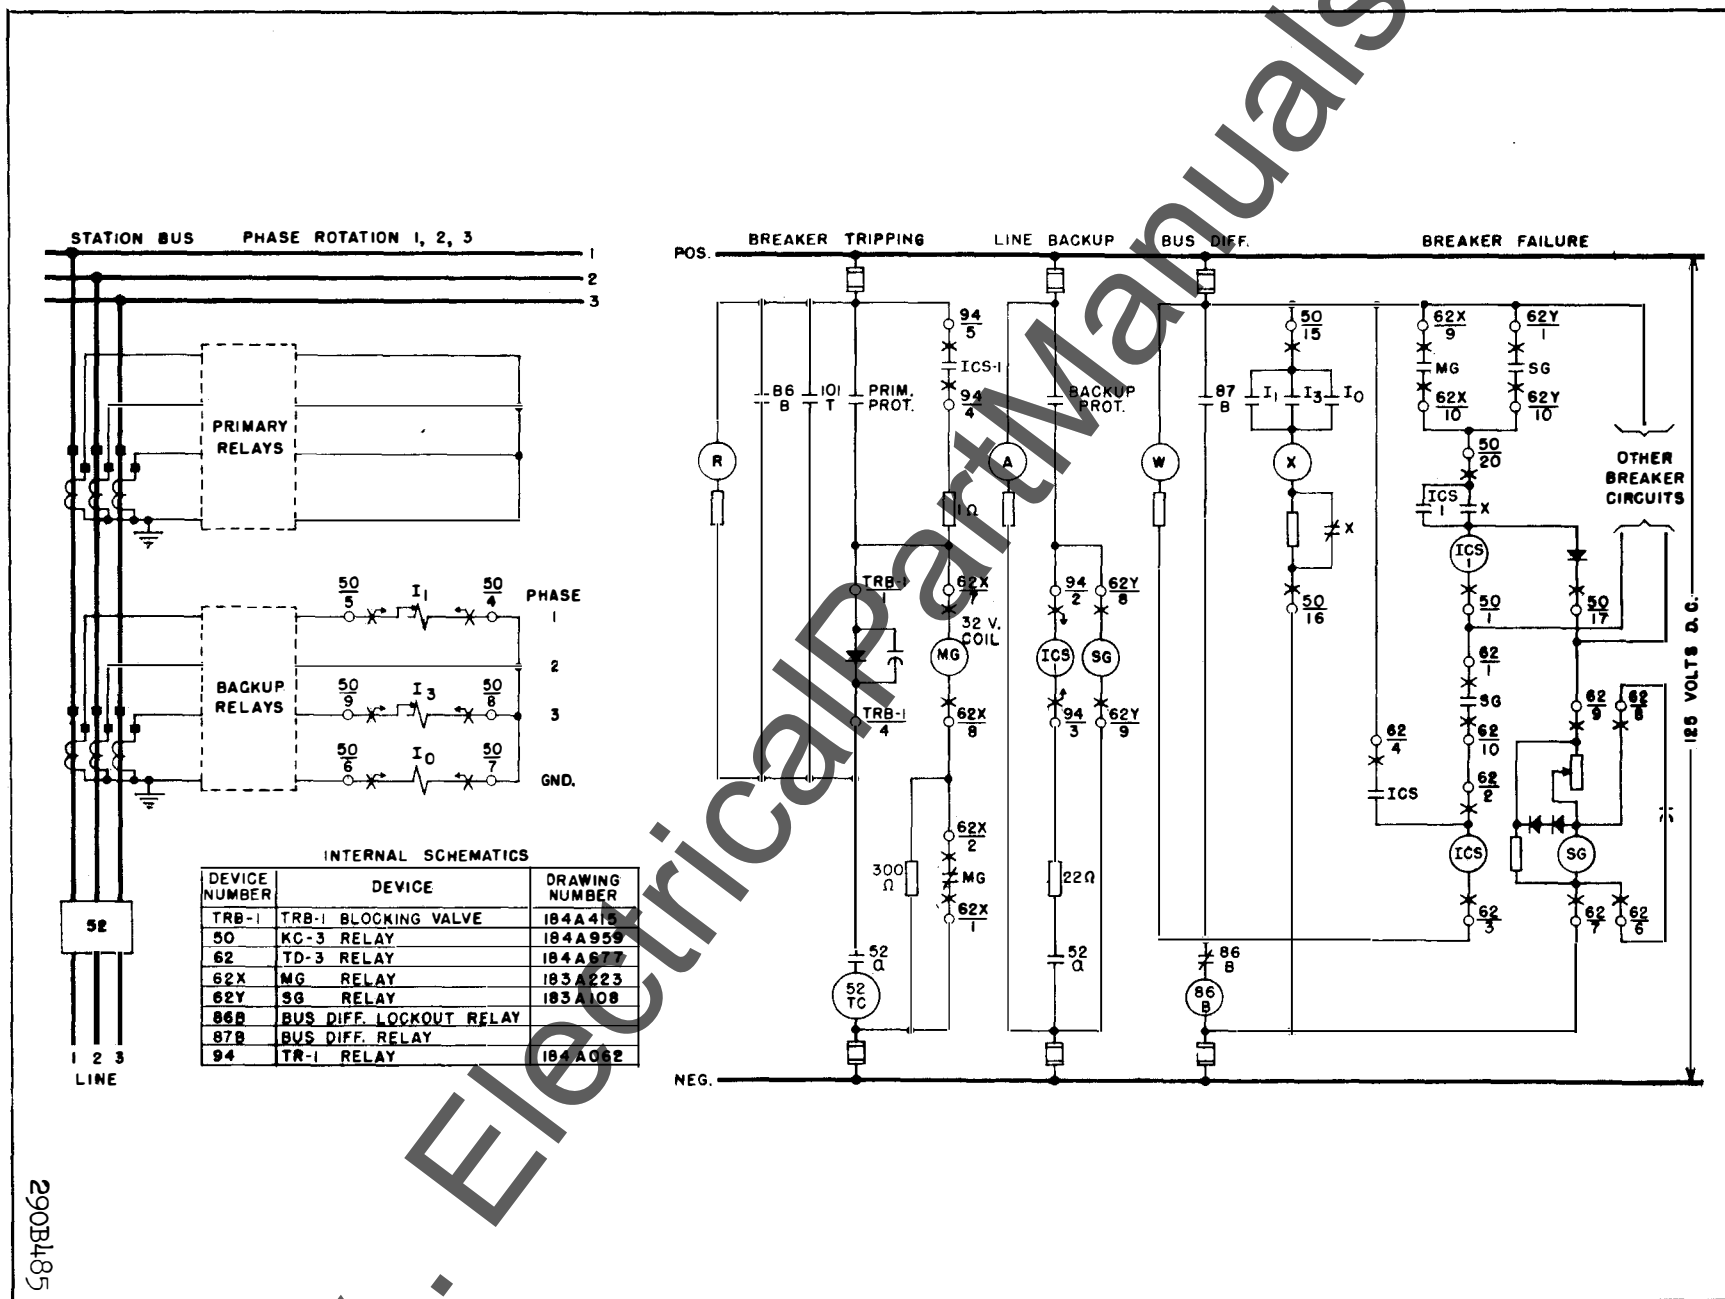 STATION BUS PHASE ROTATION 1, 2, 3
1
2
3
PRIMARY
RELAYS
BACKUP
RELAYS
50
5
I1
50
4
PHASE
1
2
50
9
I3
50
8
3
50
6
I0
50
7
GND.
52
1 2 3
LINE
INTERNAL SCHEMATICS
DEVICE NUMBER DEVICE DRAWING NUMBER
TRB-1 TRB-1 BLOCKING VALVE 184A415
50 KC-3 RELAY 184A959
62 TD-3 RELAY 184A677
62X MG RELAY 183A223
62Y SG RELAY 183A108
86B BUS DIFF. LOCKOUT RELAY
87B BUS DIFF. RELAY
94 TR-1 RELAY 184A062
POS.
BREAKER TRIPPING
LINE BACKUP
BUS DIFF.
BREAKER FAILURE
R
86
B
101
T
PRIM.
PROT.
94
5
ICS-1
94
4
1Ω
TRB-1
1
62X
7
32 V.
COIL
MG
TRB-1
4
62X
8
62X
2
300
Ω
MG
62X
1
52
a
52
TC
A
BACKUP
PROT.
94
2
62Y
8
ICS
SG
94
3
62Y
9
22Ω
52
a
W
87
B
86
B
86
B
50
15
I1
I3
I0
X
X
50
16
62X
9
MG
62X
10
62Y
1
SG
62Y
10
50
20
ICS
1
X
ICS
1
50
1
50
17
OTHER
BREAKER
CIRCUITS
62
1
SG
62
10
62
4
ICS
62
2
62
9
62
8
ICS
SG
62
3
62
7
62
6
125 VOLTS D.C.
NEG.
290B485
. ElectricalPartManuals